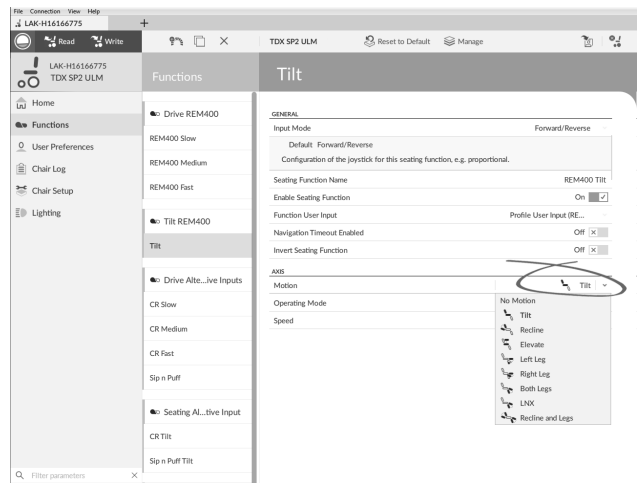 File Connection View Help
LAK-H16166775 +
Read Write
TDX SP2 ULM Reset to Default Manage
LAK-H16166775
TDX SP2 ULM
Home
Functions
User Preferences
Chair Log
Chair Setup
Lighting
Filter parameters
Functions
Drive REM400
REM400 Slow
REM400 Medium
REM400 Fast
Tilt REM400
Tilt
Drive Alte...ive Inputs
CR Slow
CR Medium
CR Fast
Sip n Puff
Seating Al...tive Input
CR Tilt
Sip n Puff Tilt
Tilt
GENERAL
Input Mode Forward/Reverse
Default Forward/Reverse
Configuration of the joystick for this seating function, e.g. proportional.
Seating Function Name REM400 Tilt
Enable Seating Function On
Function User Input Profile User Input (RE...
Navigation Timeout Enabled Off
Invert Seating Function Off
AXIS
Motion Tilt
Operating Mode
Speed
No Motion
Tilt
Recline
Elevate
Left Leg
Right Leg
Both Legs
LNX
Recline and Legs